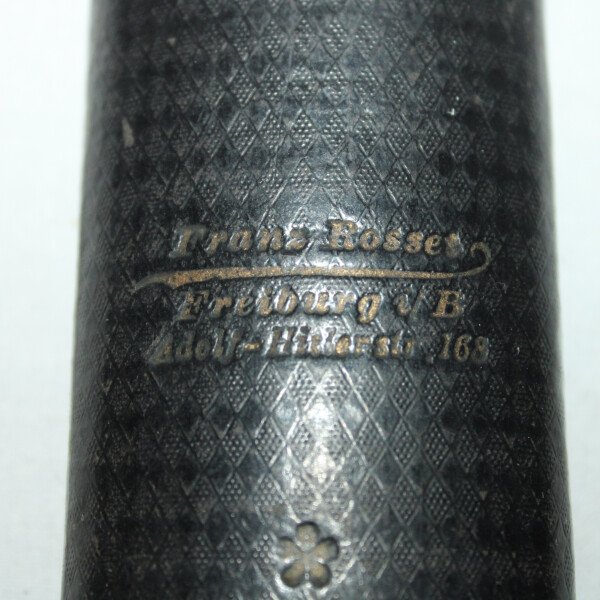 Franz Rosset
Freiburg i/B
Adolf-Hitlerstr. 168